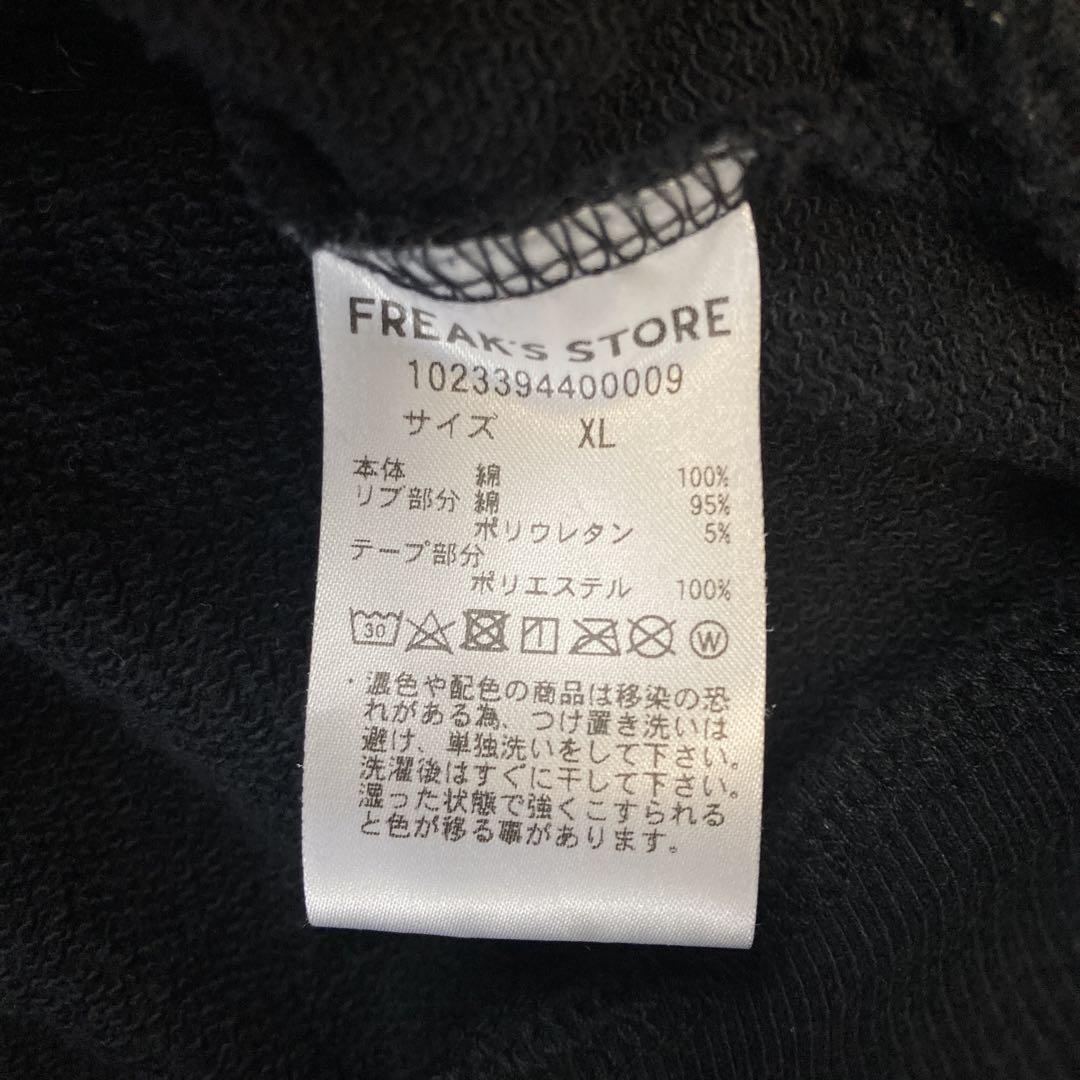 FREAK'S STORE
1023394400009
サイズ XL
本体 綿 100%
リブ部分 綿 95%
ポリウレタン 5%
テープ部分
ポリエステル 100%
30 W
・濃色や配色の商品は移染の恐
れがある為、つけ置き洗いは
避け、単独洗いをして下さい。
洗濯後はすぐに干して下さい。
湿った状態で強くこすられる
と色が移る事があります。